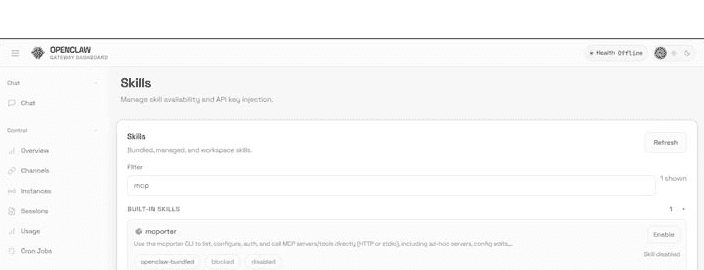 OPENCLAW
GATEWAY DASHBOARD
Health Offline
Chat
Chat
Control
Overview
Channels
Instances
Sessions
Usage
Cron Jobs
Skills
Manage skill availability and API key injection.
Skills
Bundled, managed, and workspace skills.
Refresh
Filter
mcp
1 shown
BUILT-IN SKILLS
1
mcporter
Use the mcporter CLI to list, configure, auth, and call MCP servers/tools directly (HTTP or stdio), including ad-hoc servers, config edits,...
Enable
Skill disabled
openclaw-bundled
blocked
disabled